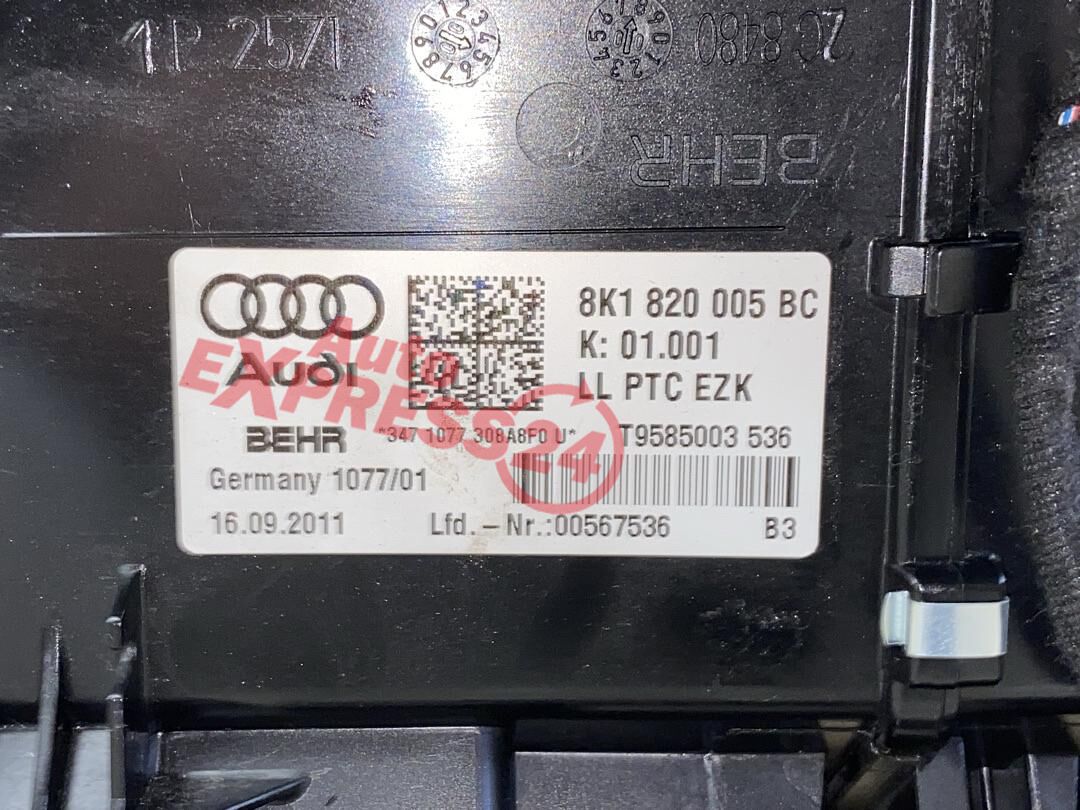 1P 2571
2C 8480
BEHR
8K1 820 005 BC
K: 01.001
LL PTC EZK
Audi
Auto
EXPRESS24
BEHR
*347 1077 308A8F0 U*
T9585003 536
Germany 1077/01
16.09.2011
Lfd. -Nr.:00567536
B3